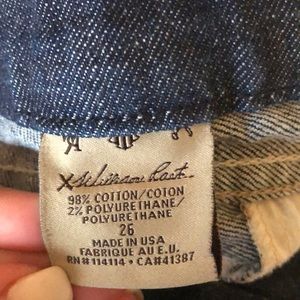 X William Rast
98% COTTON/COTON
2% POLYURETHANE/
POLYURETHANE
26
MADE IN USA
FABRIQUE AU E.U.
RN# 114114 • CA# 41387